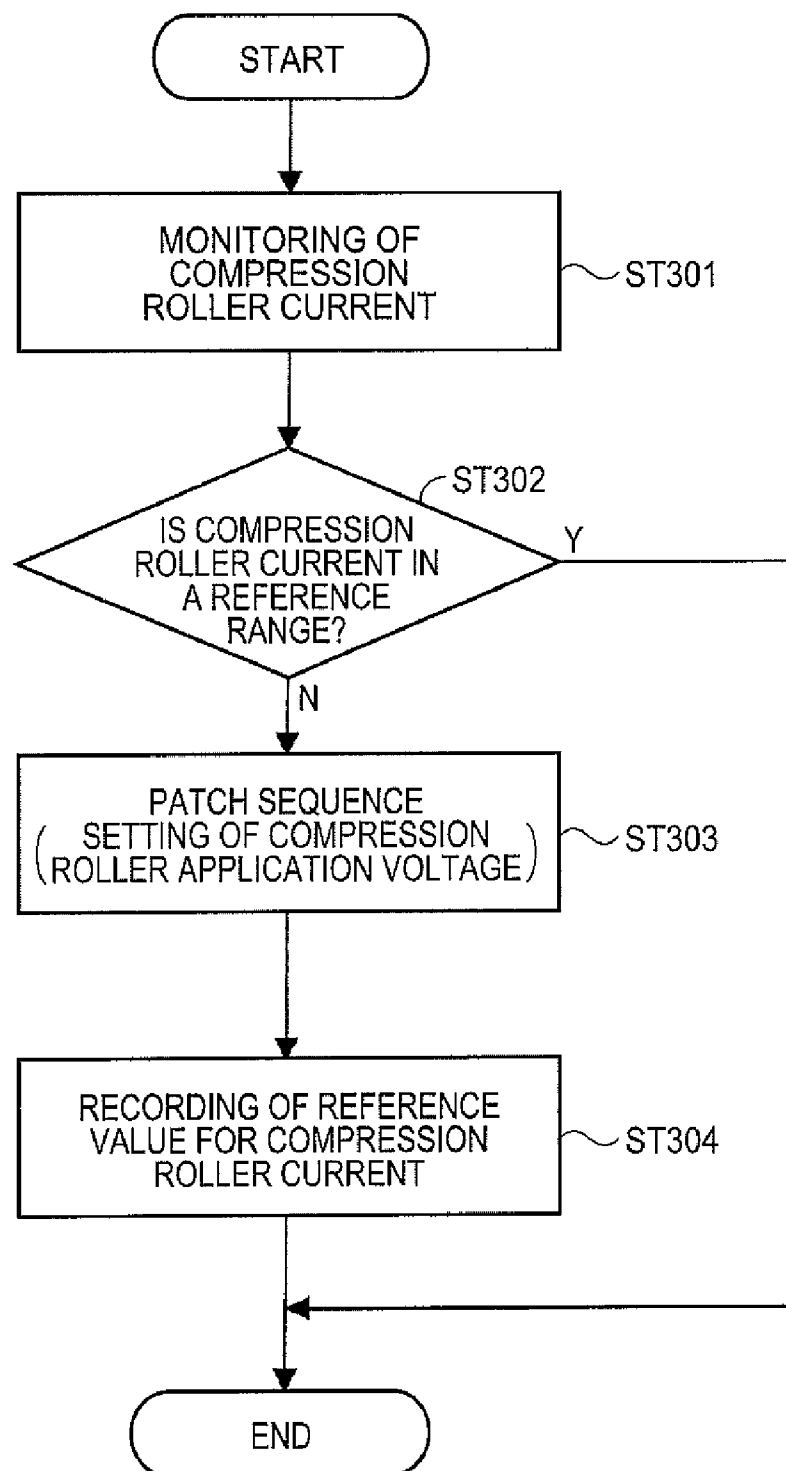 START
MONITORING OF
COMPRESSION
ROLLER CURRENT
ST301
ST302
IS COMPRESSION
ROLLER CURRENT IN
A REFERENCE
RANGE?
Y
N
PATCH SEQUENCE
(SETTING OF COMPRESSION
ROLLER APPLICATION VOLTAGE)
ST303
RECORDING OF REFERENCE
VALUE FOR COMPRESSION
ROLLER CURRENT
ST304
END